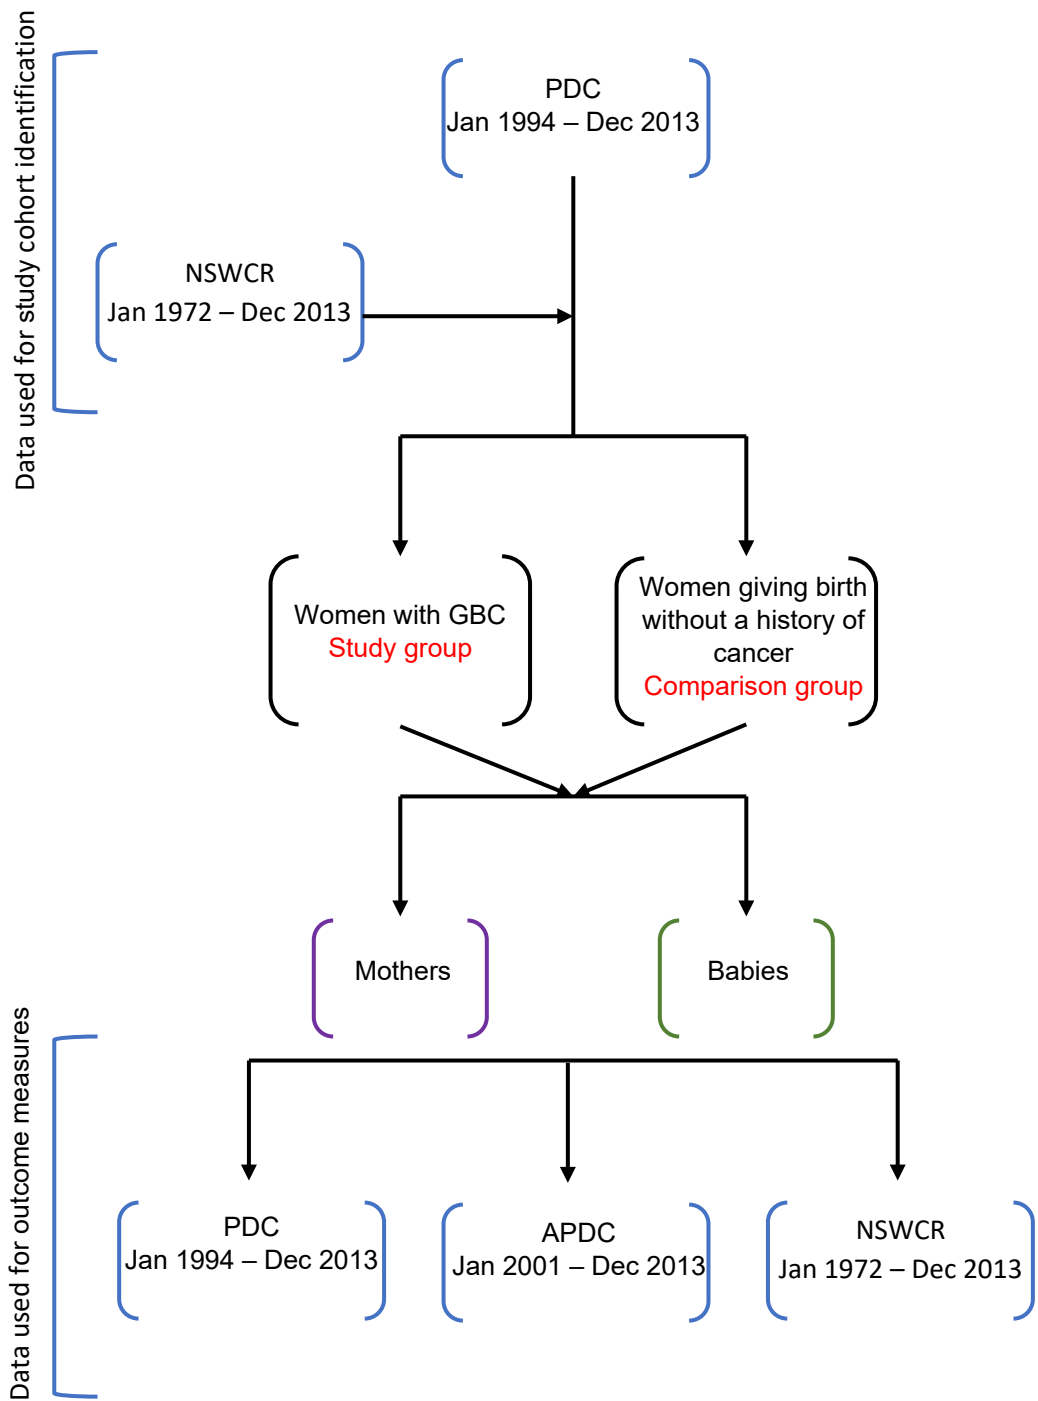 Data used for study cohort identification
PDC
Jan 1994 – Dec 2013
NSWCR
Jan 1972 – Dec 2013
Women with GBC
Study group
Women giving birth
without a history of
cancer
Comparison group
Mothers
Babies
Data used for outcome measures
PDC
Jan 1994 – Dec 2013
APDC
Jan 2001 – Dec 2013
NSWCR
Jan 1972 – Dec 2013